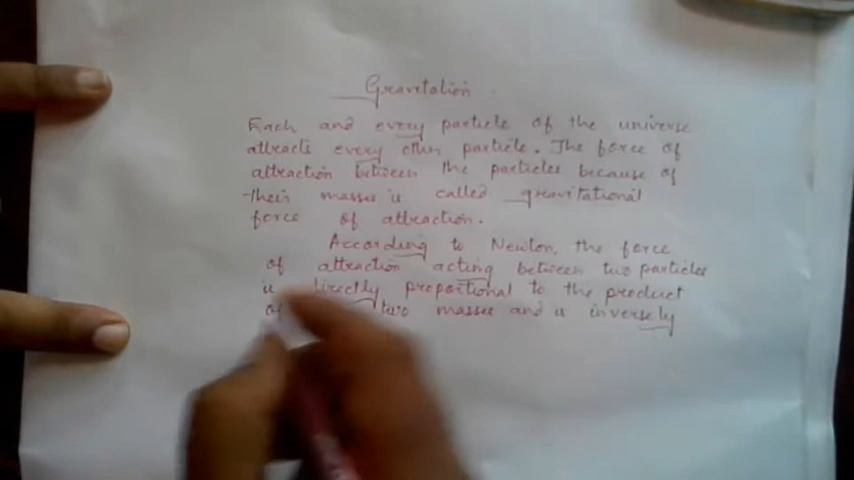 Gravitation
Each and every particle of the universe
attracts every other particle. The force of
attraction between the particles because of
their masses is called gravitational
force of attraction.
According to Newton, the force
of attraction acting between two particles
is directly proportional to the product
of two masses and is inversely